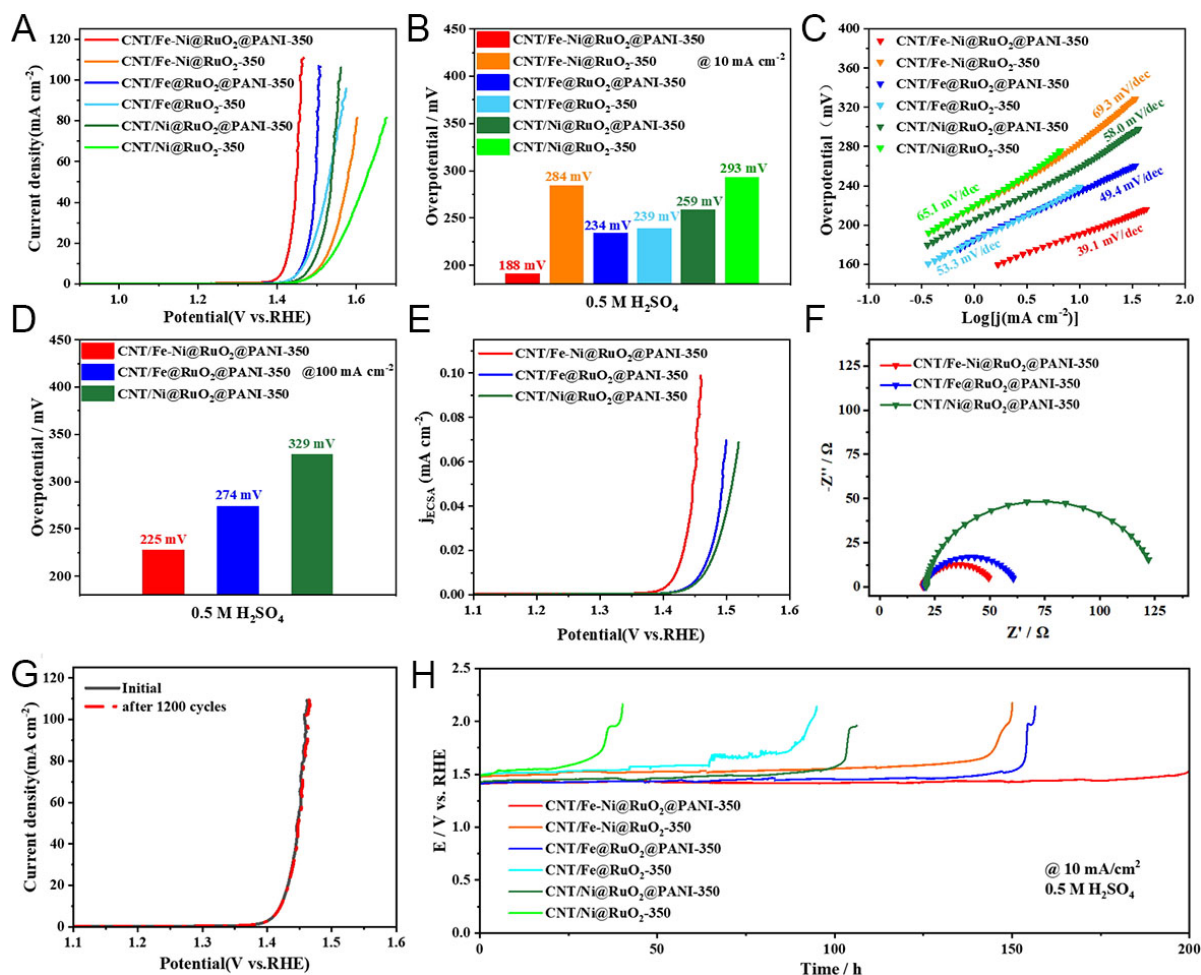 A
CNT/Fe-Ni@RuO₂@PANI-350
CNT/Fe-Ni@RuO₂-350
CNT/Fe@RuO₂@PANI-350
CNT/Fe@RuO₂-350
CNT/Ni@RuO₂@PANI-350
CNT/Ni@RuO₂-350
Current density(mA cm⁻²)
120
100
80
60
40
20
0
1.0
1.2
1.4
1.6
Potential(V vs.RHE)
B
CNT/Fe-Ni@RuO₂@PANI-350
CNT/Fe-Ni@RuO₂-350
@ 10 mA cm⁻²
CNT/Fe@RuO₂@PANI-350
CNT/Fe@RuO₂-350
CNT/Ni@RuO₂@PANI-350
CNT/Ni@RuO₂-350
Overpotential / mV
450
400
350
300
250
200
188 mV
284 mV
234 mV
239 mV
259 mV
293 mV
0.5 M H₂SO₄
C
CNT/Fe-Ni@RuO₂@PANI-350
CNT/Fe-Ni@RuO₂-350
CNT/Fe@RuO₂@PANI-350
CNT/Fe@RuO₂-350
CNT/Ni@RuO₂@PANI-350
CNT/Ni@RuO₂-350
Overpotential (mV)
400
360
320
280
240
200
160
69.3 mV/dec
58.0 mV/dec
49.4 mV/dec
65.1 mV/dec
53.3 mV/dec
39.1 mV/dec
-1.0
-0.5
0.0
0.5
1.0
1.5
2.0
Log[j(mA cm⁻²)]
D
CNT/Fe-Ni@RuO₂@PANI-350
CNT/Fe@RuO₂@PANI-350
@100 mA cm⁻²
CNT/Ni@RuO₂@PANI-350
Overpotential / mV
450
400
350
300
250
200
225 mV
274 mV
329 mV
0.5 M H₂SO₄
E
CNT/Fe-Ni@RuO₂@PANI-350
CNT/Fe@RuO₂@PANI-350
CNT/Ni@RuO₂@PANI-350
jECSA (mA cm⁻²)
0.10
0.08
0.06
0.04
0.02
0.00
1.1
1.2
1.3
1.4
1.5
1.6
Potential(V vs.RHE)
F
CNT/Fe-Ni@RuO₂@PANI-350
CNT/Fe@RuO₂@PANI-350
CNT/Ni@RuO₂@PANI-350
-Z'' / Ω
125
100
75
50
25
0
0
25
50
75
100
125
Z' / Ω
G
Initial
after 1200 cycles
Current density(mA cm⁻²)
120
100
80
60
40
20
0
1.1
1.2
1.3
1.4
1.5
1.6
Potential(V vs.RHE)
H
E / V vs. RHE
2.5
2.0
1.5
1.0
0.5
0.0
CNT/Fe-Ni@RuO₂@PANI-350
CNT/Fe-Ni@RuO₂-350
CNT/Fe@RuO₂@PANI-350
CNT/Fe@RuO₂-350
CNT/Ni@RuO₂@PANI-350
CNT/Ni@RuO₂-350
@ 10 mA/cm²
0.5 M H₂SO₄
0
50
100
150
200
Time / h